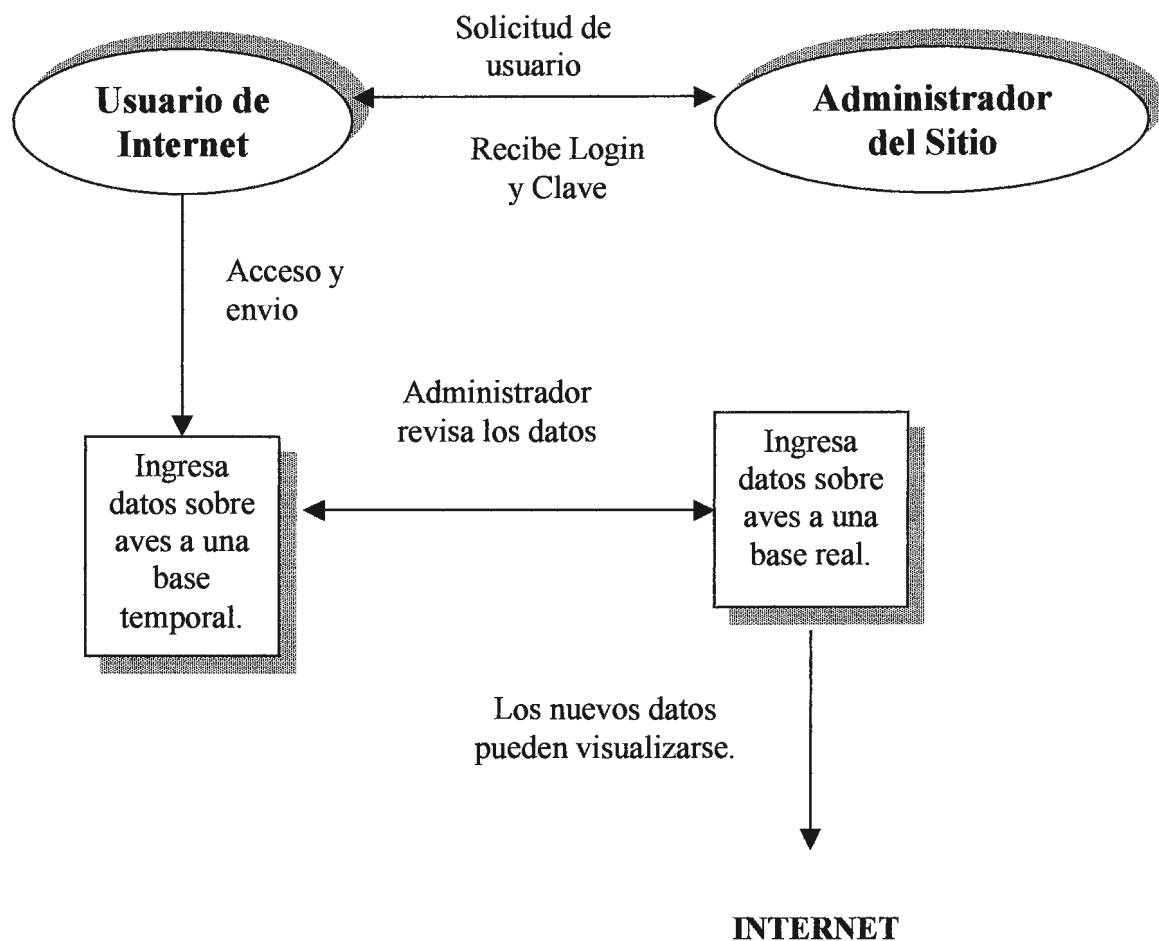 Solicitud de
usuario
Usuario de
Internet
Administrador
del Sitio
Recibe Login
y Clave
Acceso y
envio
Administrador
revisa los datos
Ingresa
datos sobre
aves a una
base
temporal.
Ingresa
datos sobre
aves a una
base real.
Los nuevos datos
pueden visualizarse.
INTERNET